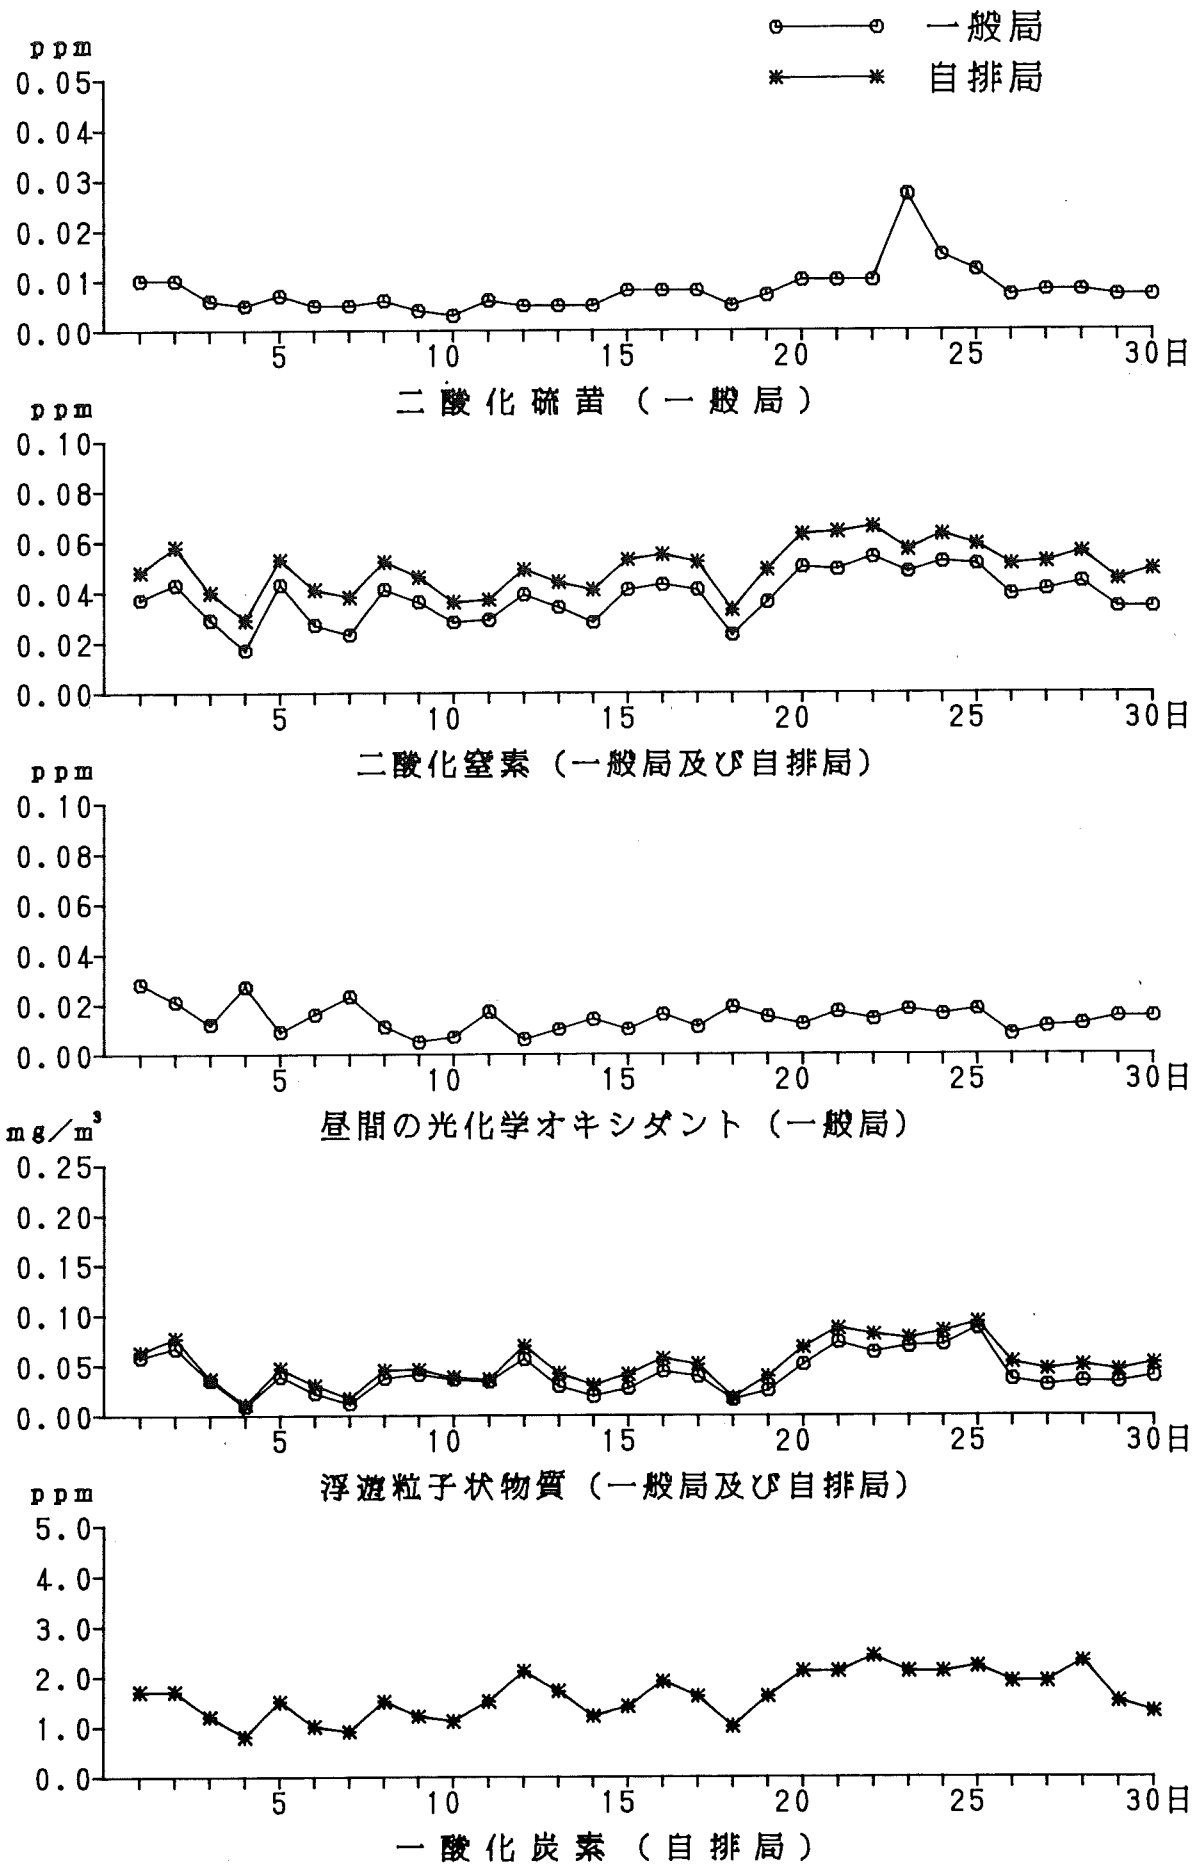 一般局
自排局
ppm
0.05
0.04
0.03
0.02
0.01
0.00
5 10 15 20 25 30日
二酸化硫黄(一般局)
ppm
0.10
0.08
0.06
0.04
0.02
0.00
5 10 15 20 25 30日
二酸化窒素(一般局及び自排局)
ppm
0.10
0.08
0.06
0.04
0.02
0.00
5 10 15 20 25 30日
昼間の光化学オキシダント(一般局)
mg/m³
0.25
0.20
0.15
0.10
0.05
0.00
5 10 15 20 25 30日
浮遊粒子状物質(一般局及び自排局)
ppm
5.0
4.0
3.0
2.0
1.0
0.0
5 10 15 20 25 30日
一酸化炭素(自排局)